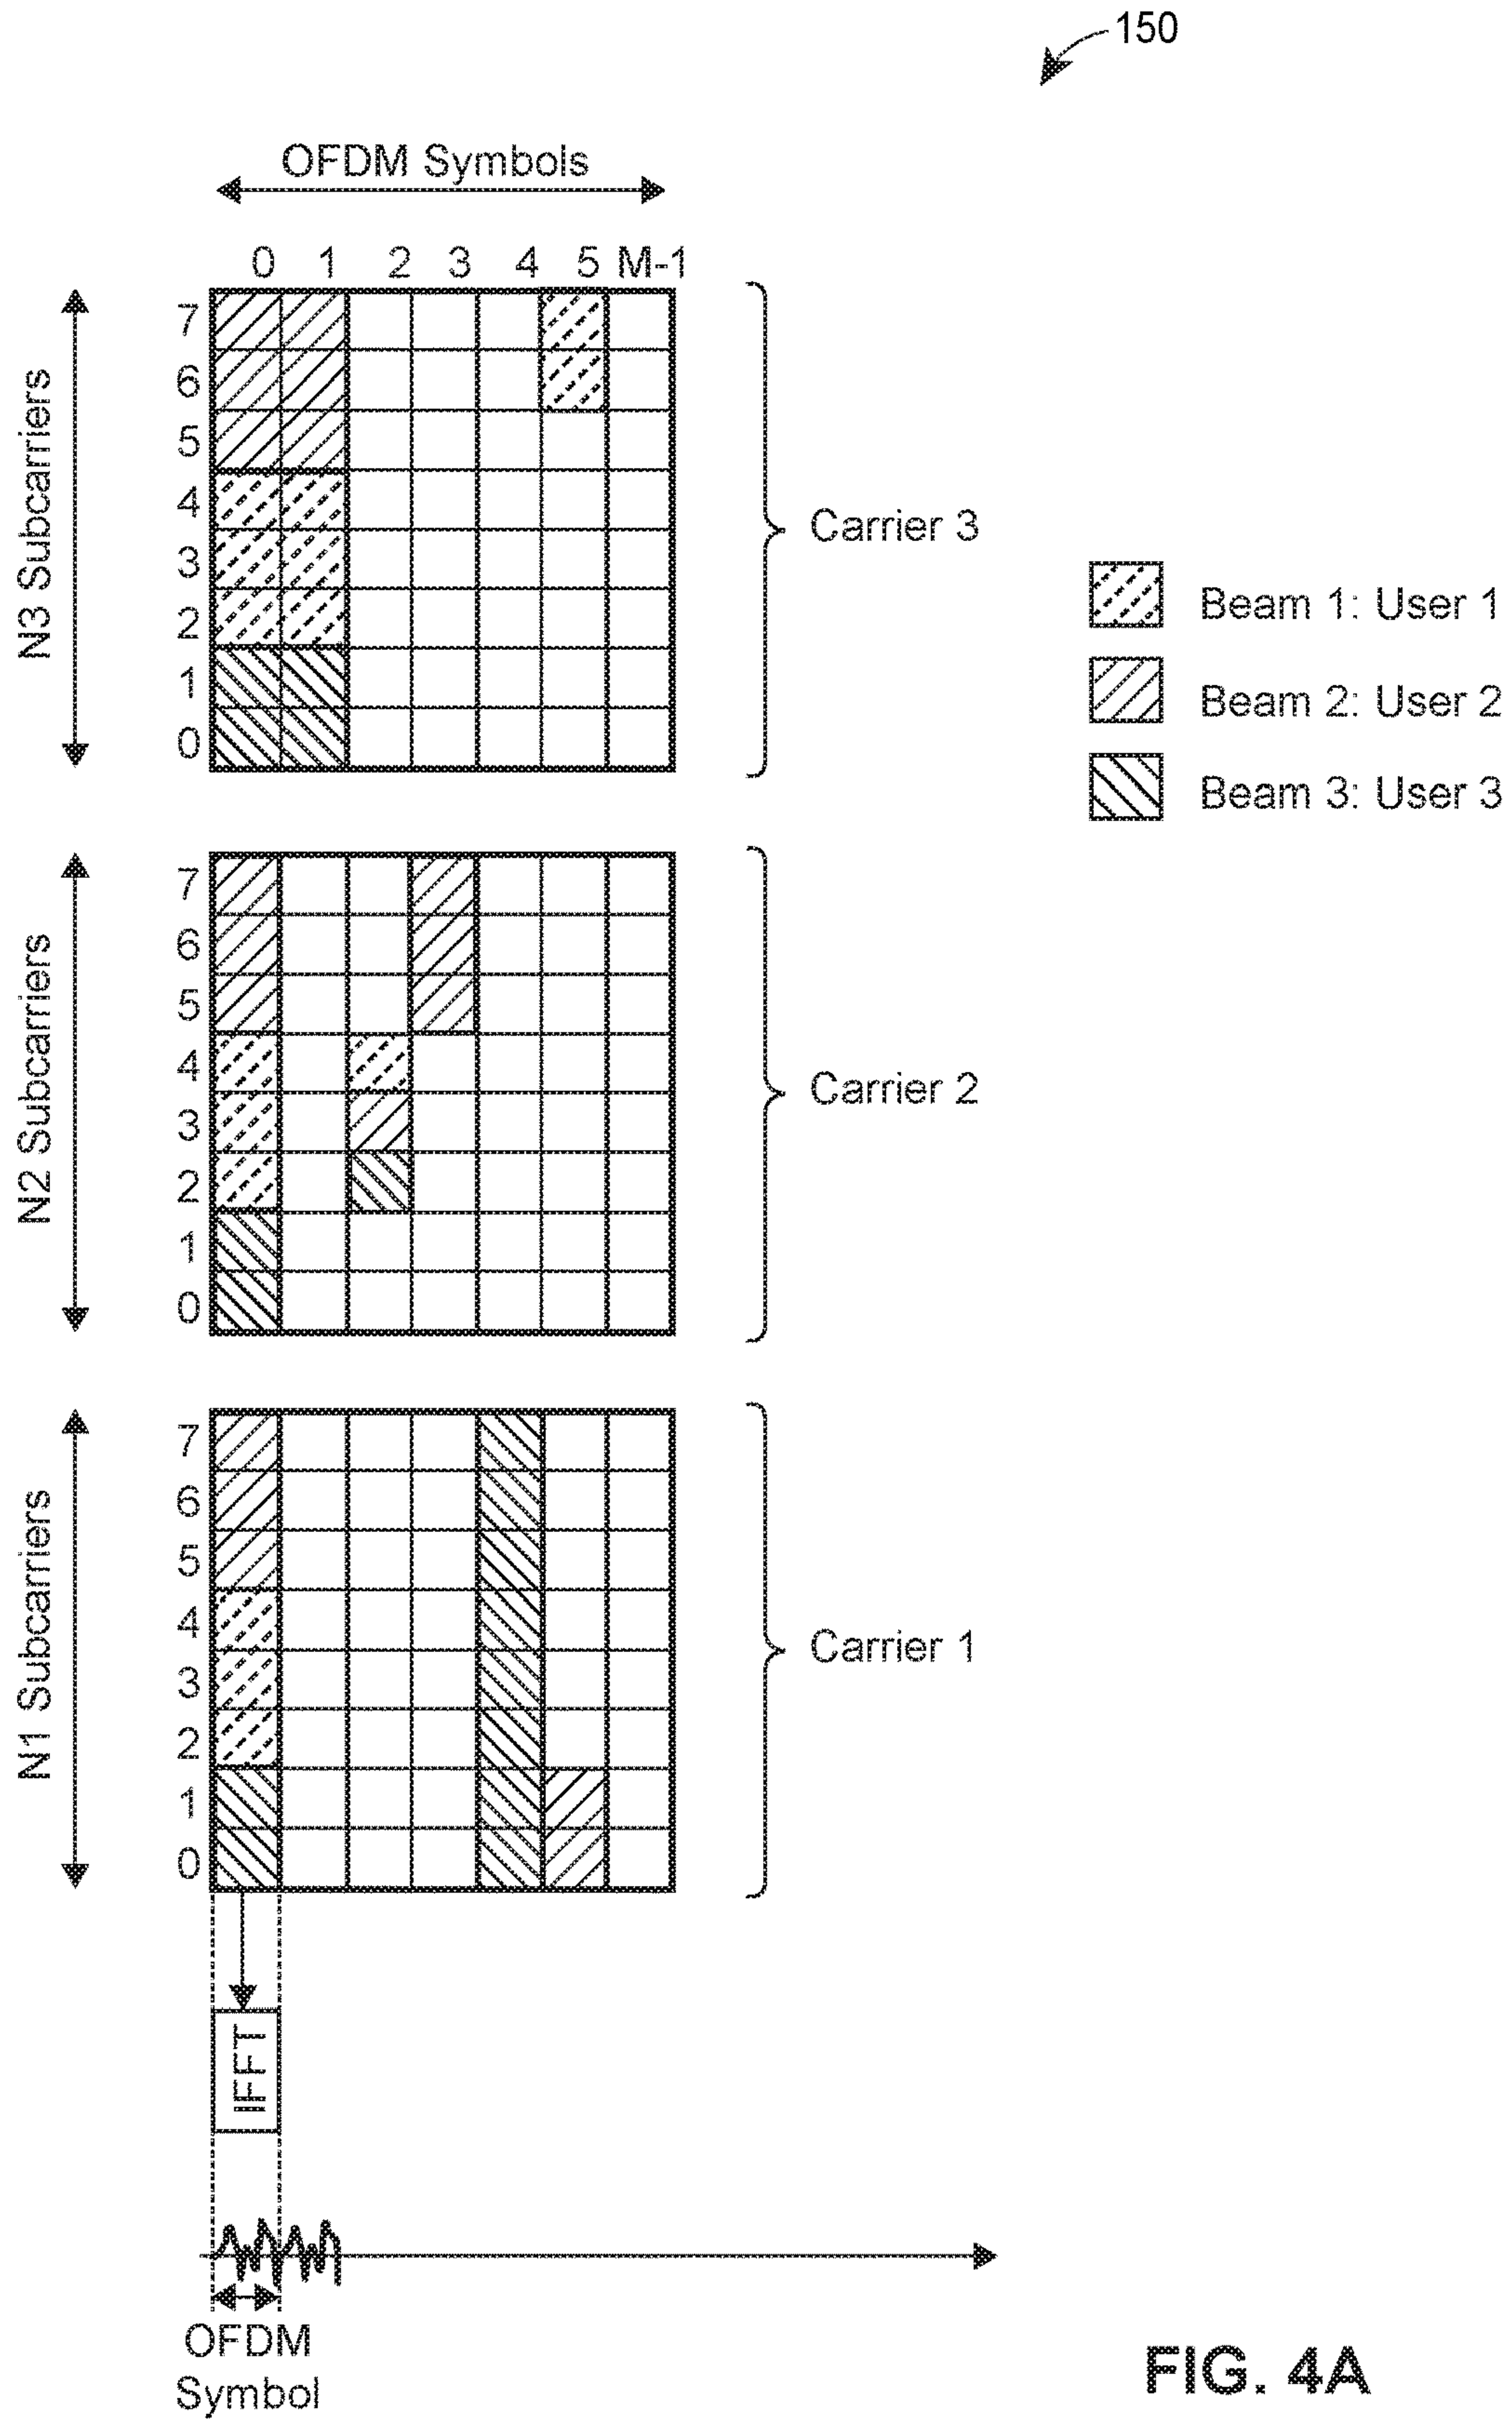 150
OFDM Symbols
0 1 2 3 4 5 M-1
N3 Subcarriers
7
6
5
4
3
2
1
0
Carrier 3
Beam 1: User 1
Beam 2: User 2
Beam 3: User 3
N2 Subcarriers
7
6
5
4
3
2
1
0
Carrier 2
N1 Subcarriers
7
6
5
4
3
2
1
0
Carrier 1
IFFT
OFDM
Symbol
FIG. 4A